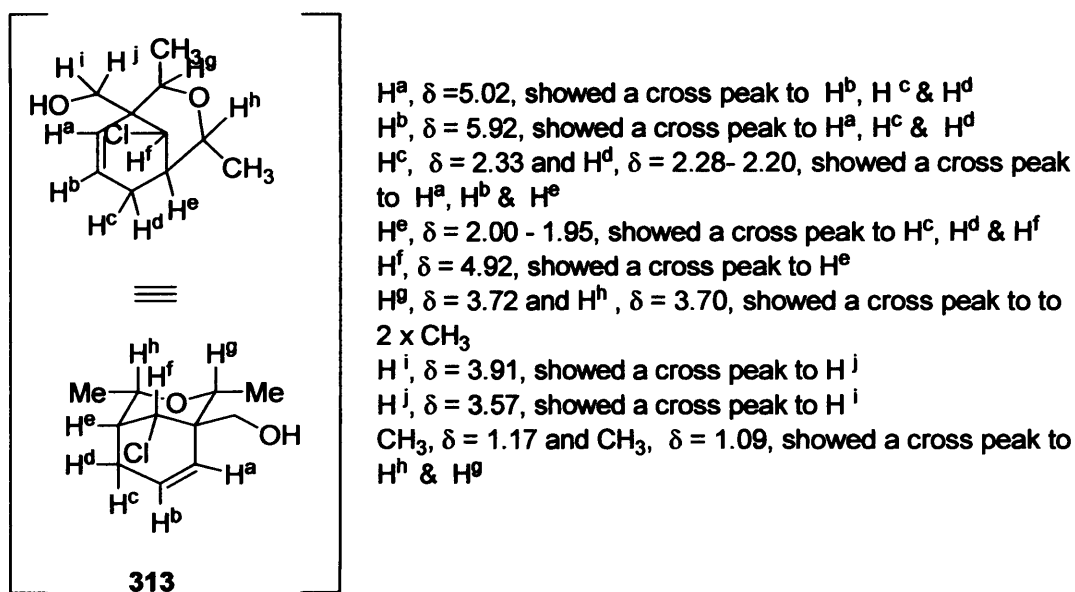 Hⁱ H ʲ CH₃ Hᵍ
HO O Hʰ
Hᵃ Cl
Hᶠ CH₃
Hᵇ
Hᶜ Hᵈ Hᵉ
Hʰ Hᶠ Hᵍ
Me O Me
Hᵉ
Cl OH
Hᵈ Hᵃ
Hᶜ Hᵇ
313
Hᵃ, δ =5.02, showed a cross peak to Hᵇ, H ᶜ & Hᵈ
Hᵇ, δ = 5.92, showed a cross peak to Hᵃ, Hᶜ & Hᵈ
Hᶜ, δ = 2.33 and Hᵈ, δ = 2.28- 2.20, showed a cross peak
to Hᵃ, Hᵇ & Hᵉ
Hᵉ, δ = 2.00 - 1.95, showed a cross peak to Hᶜ, Hᵈ & Hᶠ
Hᶠ, δ = 4.92, showed a cross peak to Hᵉ
Hᵍ, δ = 3.72 and Hʰ , δ = 3.70, showed a cross peak to to
2 x CH₃
H ⁱ, δ = 3.91, showed a cross peak to H ʲ
H ʲ, δ = 3.57, showed a cross peak to H ⁱ
CH₃, δ = 1.17 and CH₃, δ = 1.09, showed a cross peak to
Hʰ & Hᵍ